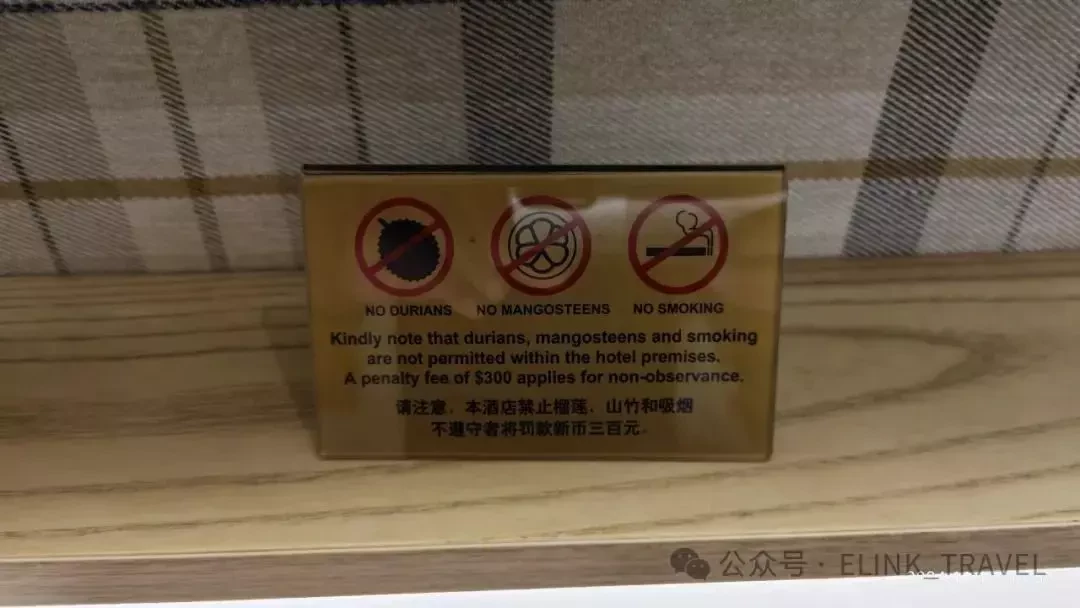 NO DURIANS NO MANGOSTEENS NO SMOKING
Kindly note that durians, mangosteens and smoking
are not permitted within the hotel premises.
A penalty fee of $300 applies for non-observance.
请注意，本酒店禁止榴莲，山竹和吸烟
不遵守者将罚款新币三百元。
公众号 · ELINK_TRAVEL